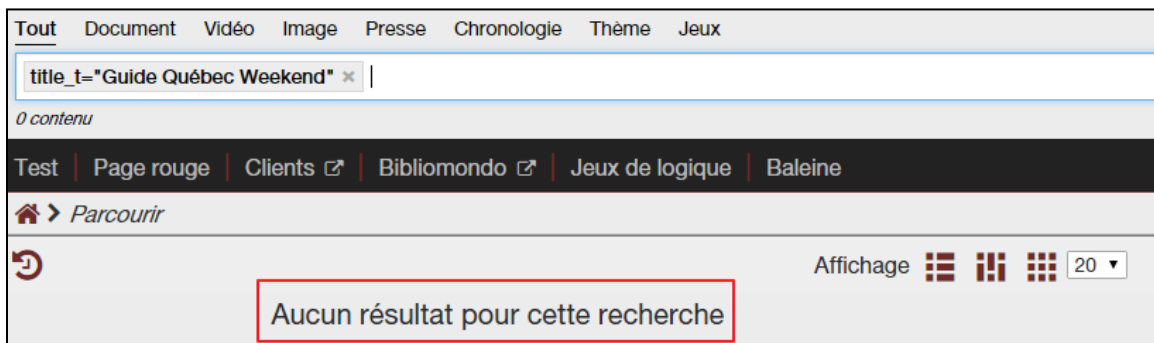 Tout Document Vidéo Image Presse Chronologie Thème Jeux
title_t="Guide Québec Weekend" ×
0 contenu
Test Page rouge Clients Bibliomondo Jeux de logique Baleine
Parcourir
Affichage 20
Aucun résultat pour cette recherche